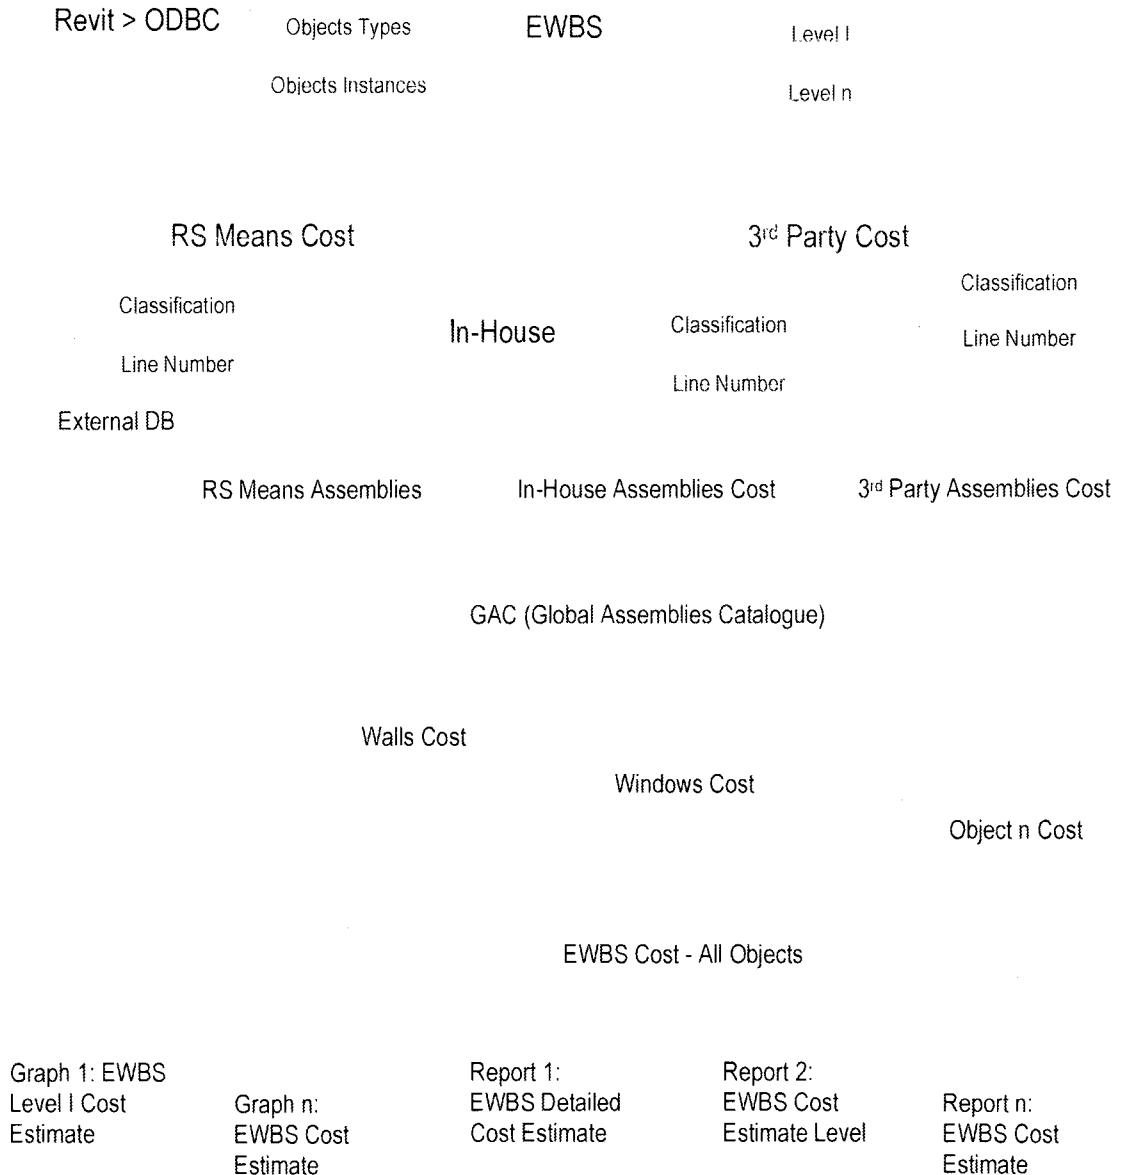 Revit > ODBC
Objects Types
EWBS
Level I
Objects Instances
Level n
RS Means Cost
3rd Party Cost
Classification
Classification
In-House
Classification
Line Number
Line Number
Line Number
External DB
RS Means Assemblies
In-House Assemblies Cost
3rd Party Assemblies Cost
GAC (Global Assemblies Catalogue)
Walls Cost
Windows Cost
Object n Cost
EWBS Cost - All Objects
Graph 1: EWBS
Level I Cost
Estimate
Graph n:
EWBS Cost
Estimate
Report 1:
EWBS Detailed
Cost Estimate
Report 2:
EWBS Cost
Estimate Level
Report n:
EWBS Cost
Estimate